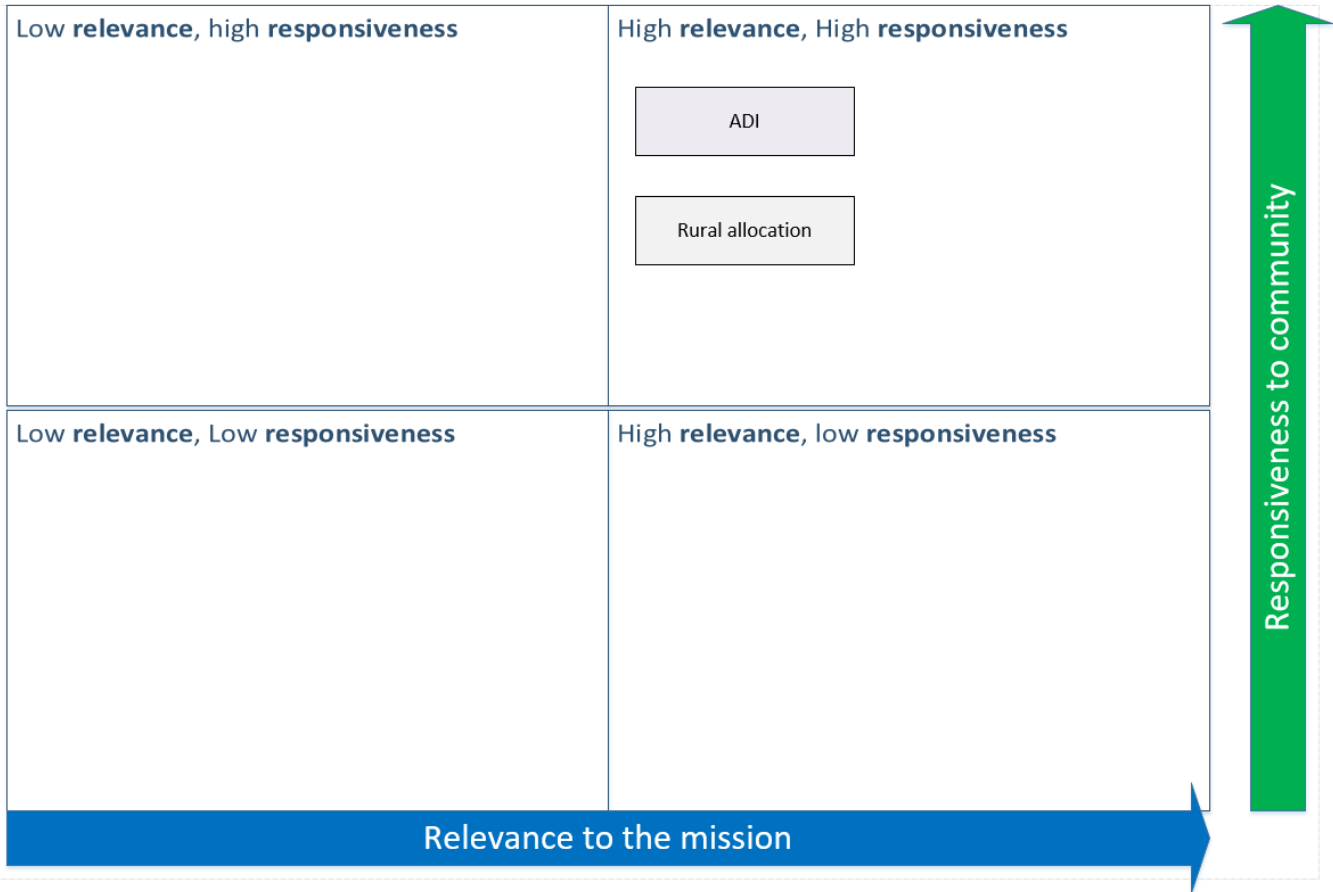 Low relevance, high responsiveness
High relevance, High responsiveness
ADI
Rural allocation
Low relevance, Low responsiveness
High relevance, low responsiveness
Relevance to the mission
Responsiveness to community